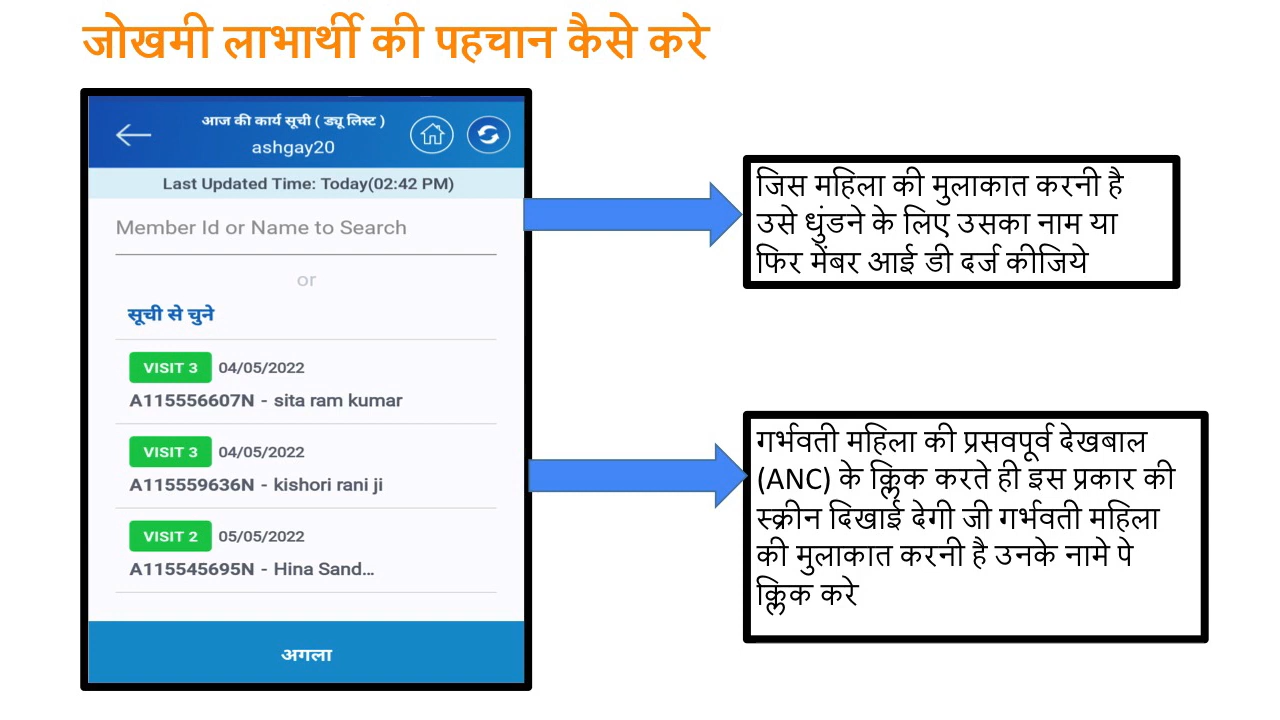 जोखमी लाभार्थी की पहचान कैसे करे
आज की कार्य सूची ( ड्यू लिस्ट )
ashgay20
Last Updated Time: Today(02:42 PM)
Member Id or Name to Search
or
सूची से चुने
VISIT 3 04/05/2022
A115556607N - sita ram kumar
VISIT 3 04/05/2022
A115559636N - kishori rani ji
VISIT 2 05/05/2022
A115545695N - Hina Sand...
अगला
जिस महिला की मुलाकात करनी है
उसे धुंडने के लिए उसका नाम या
फिर मेंबर आई डी दर्ज कीजिये
गर्भवती महिला की प्रसवपूर्व देखबाल
(ANC) के क्लिंक करते ही इस प्रकार की
स्क्रीन दिखाई देगी जी गर्भवती महिला
की मुलाकात करनी है उनके नामे पे
क्लिंक करे